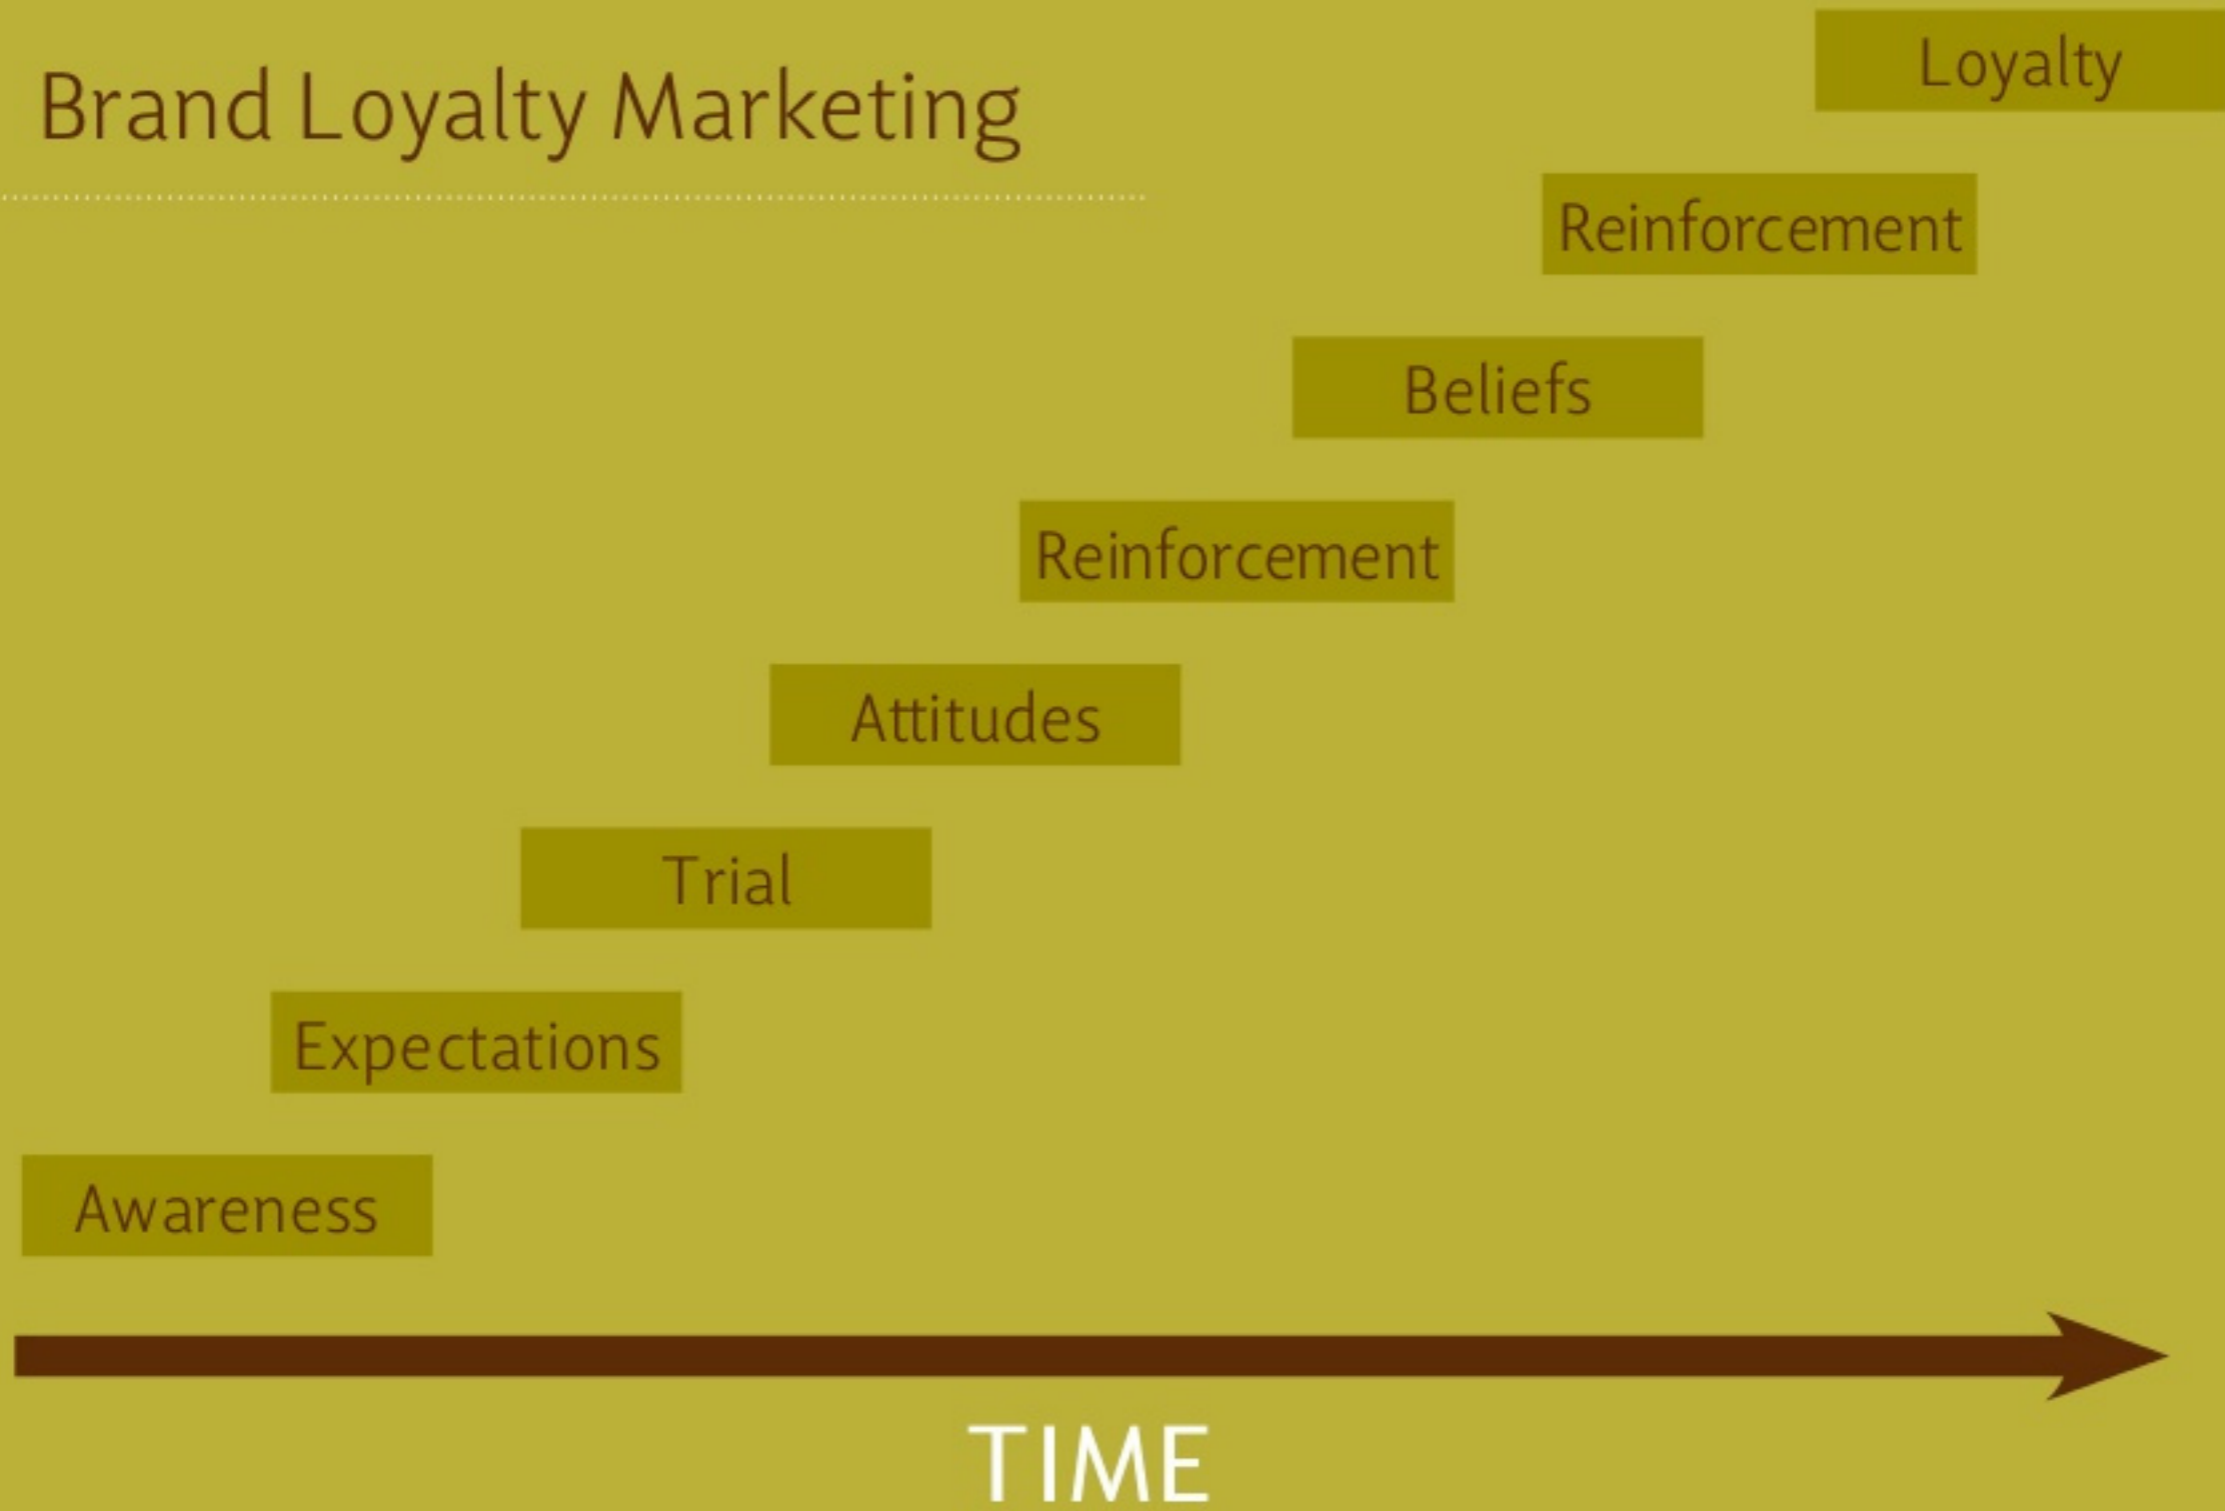 Brand Loyalty Marketing
Loyalty
Reinforcement
Beliefs
Reinforcement
Attitudes
Trial
Expectations
Awareness
TIME